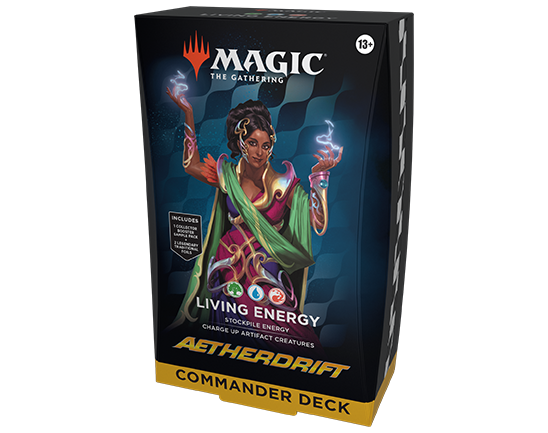 MAGIC
THE GATHERING
13+
INCLUDES
1 COLLECTOR
BOOSTER
SAMPLE PACK
+
2 LEGENDARY
TRADITIONAL
FOILS
LIVING ENERGY
STOCKPILE ENERGY
CHARGE UP ARTIFACT CREATURES
AETHERDRIFT
COMMANDER DECK